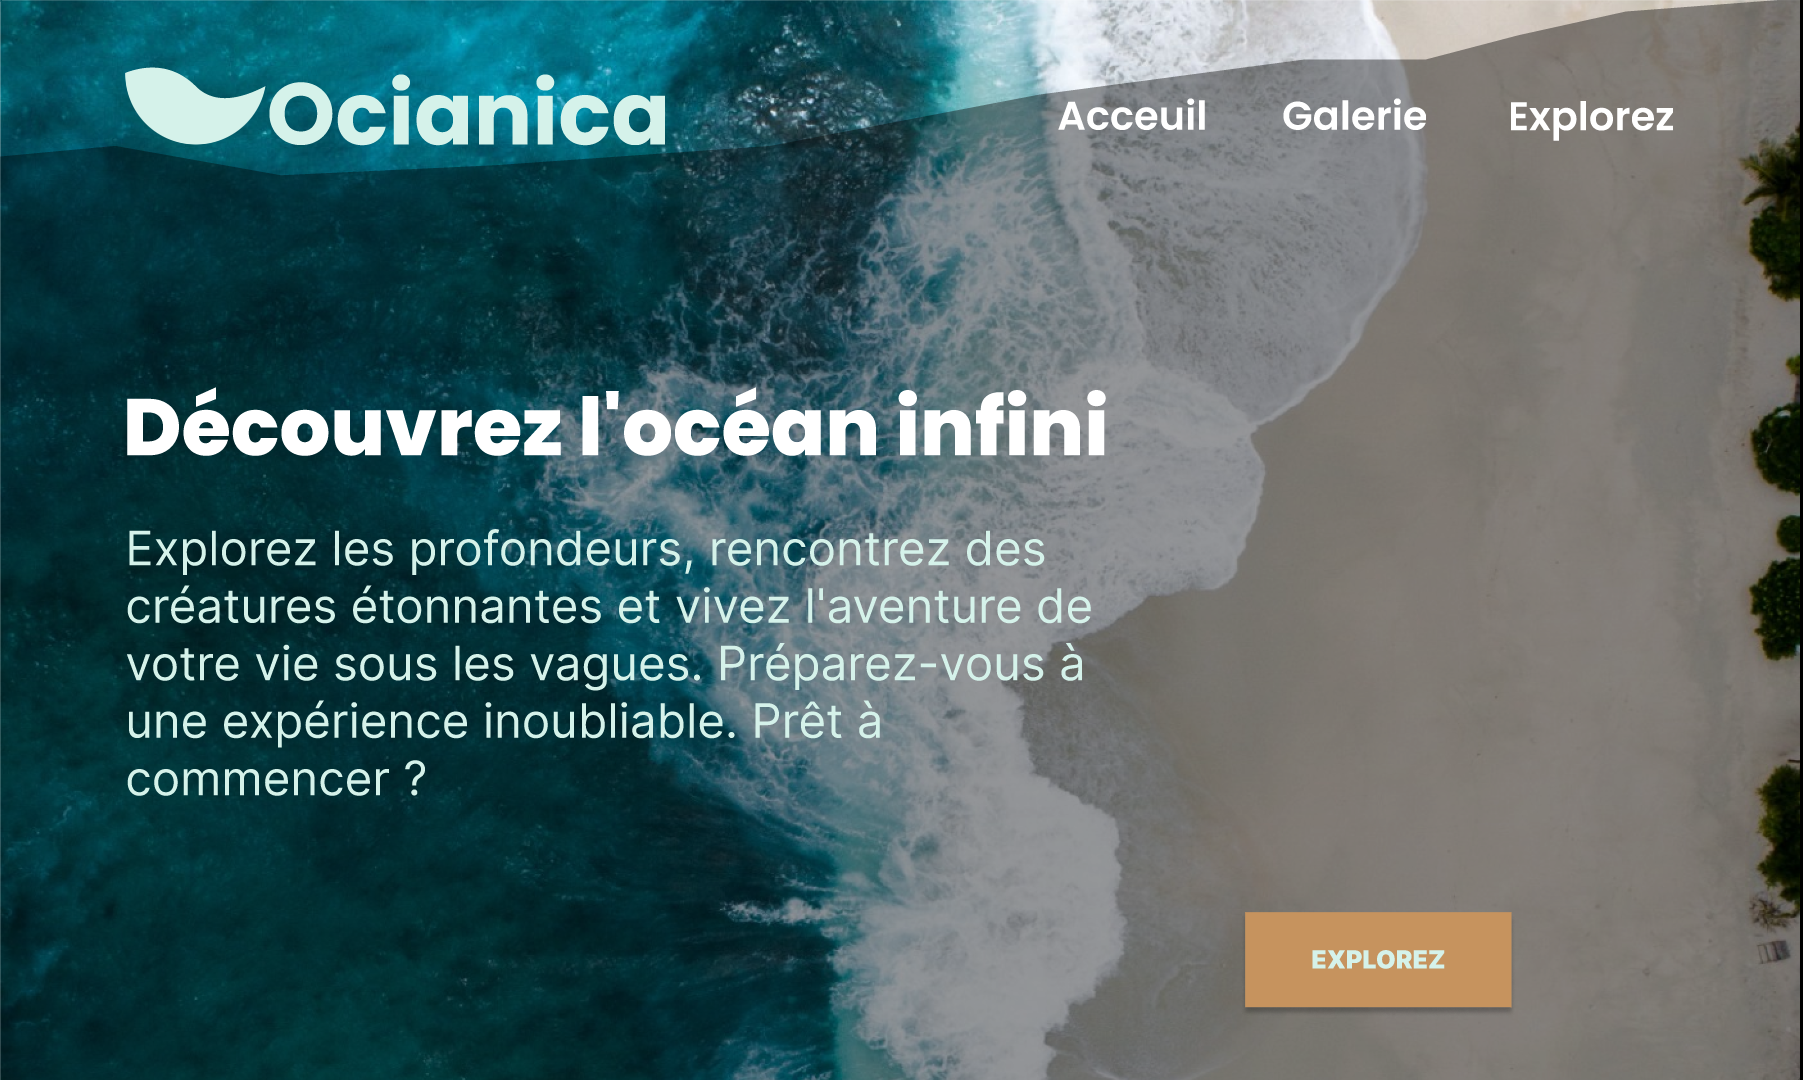 Ocianica
Acceuil
Galerie
Explorez
Découvrez l'océan infini
Explorez les profondeurs, rencontrez des
créatures étonnantes et vivez l'aventure de
votre vie sous les vagues. Préparez-vous à
une expérience inoubliable. Prêt à
commencer ?
EXPLOREZ